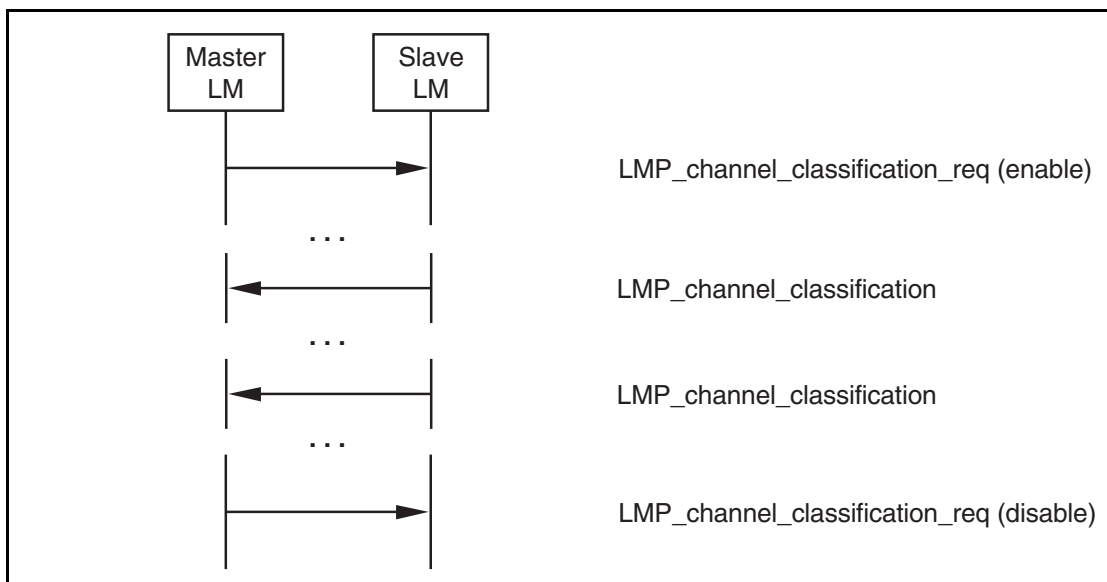 Master
LM
Slave
LM
LMP_channel_classification_req (enable)
...
LMP_channel_classification
...
LMP_channel_classification
...
LMP_channel_classification_req (disable)